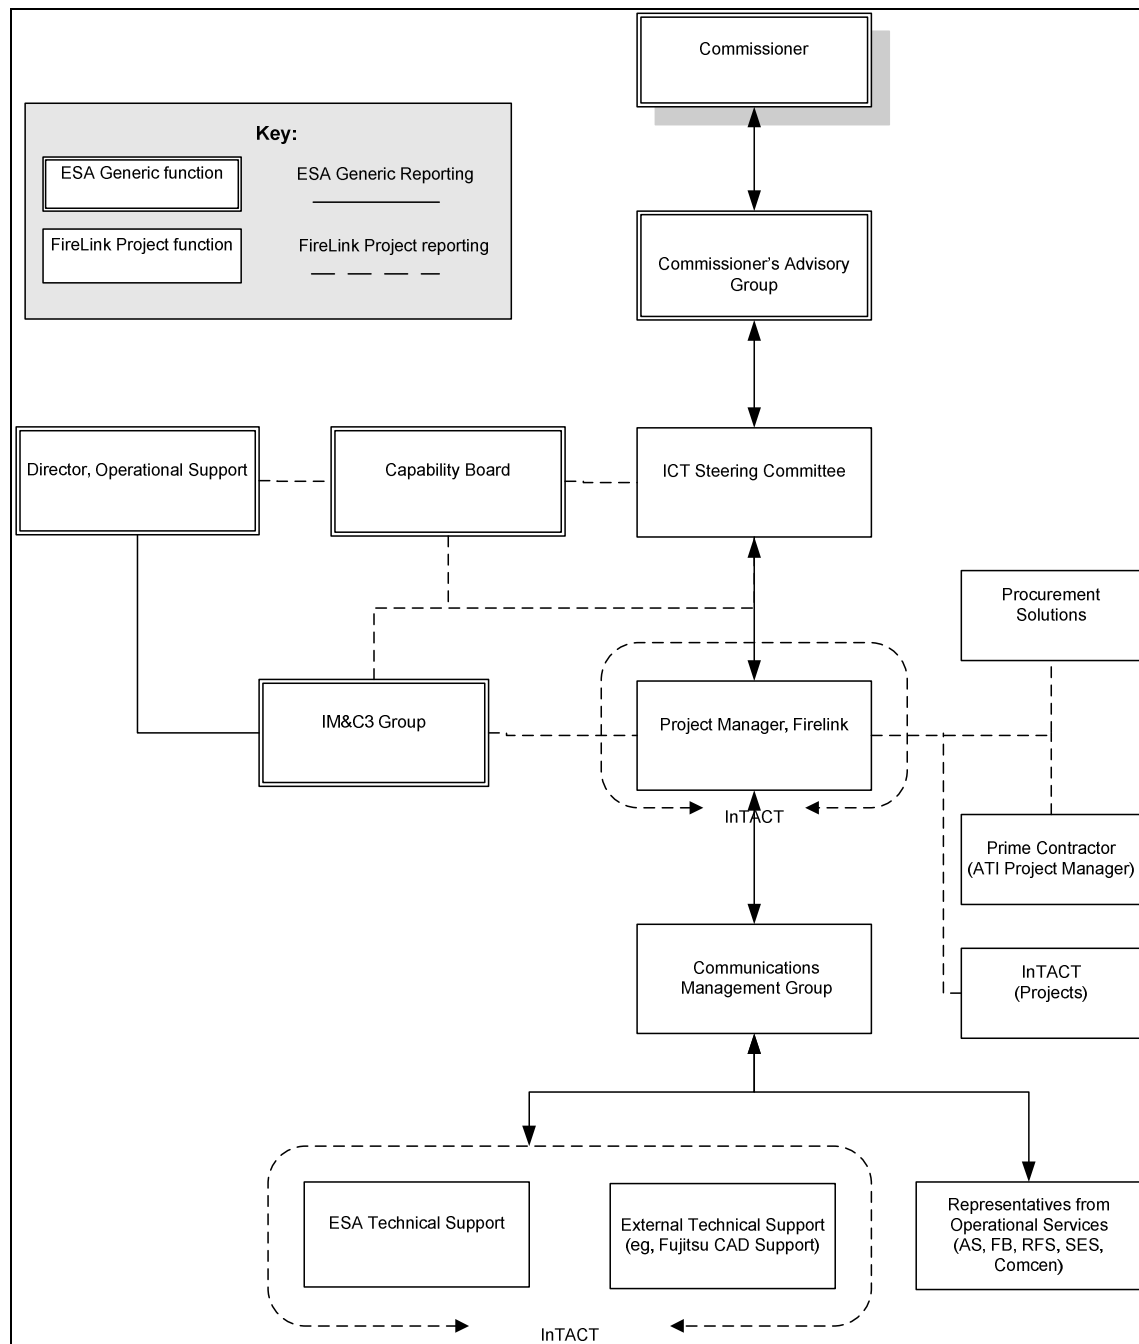 Commissioner
Key:
ESA Generic function
ESA Generic Reporting
FireLink Project function
FireLink Project reporting
Commissioner's Advisory
Group
Director, Operational Support
Capability Board
ICT Steering Committee
Procurement
Solutions
IM&C3 Group
Project Manager, Firelink
InTACT
Prime Contractor
(ATI Project Manager)
Communications
Management Group
InTACT
(Projects)
ESA Technical Support
External Technical Support
(eg, Fujitsu CAD Support)
Representatives from
Operational Services
(AS, FB, RFS, SES,
Comcen)
InTACT